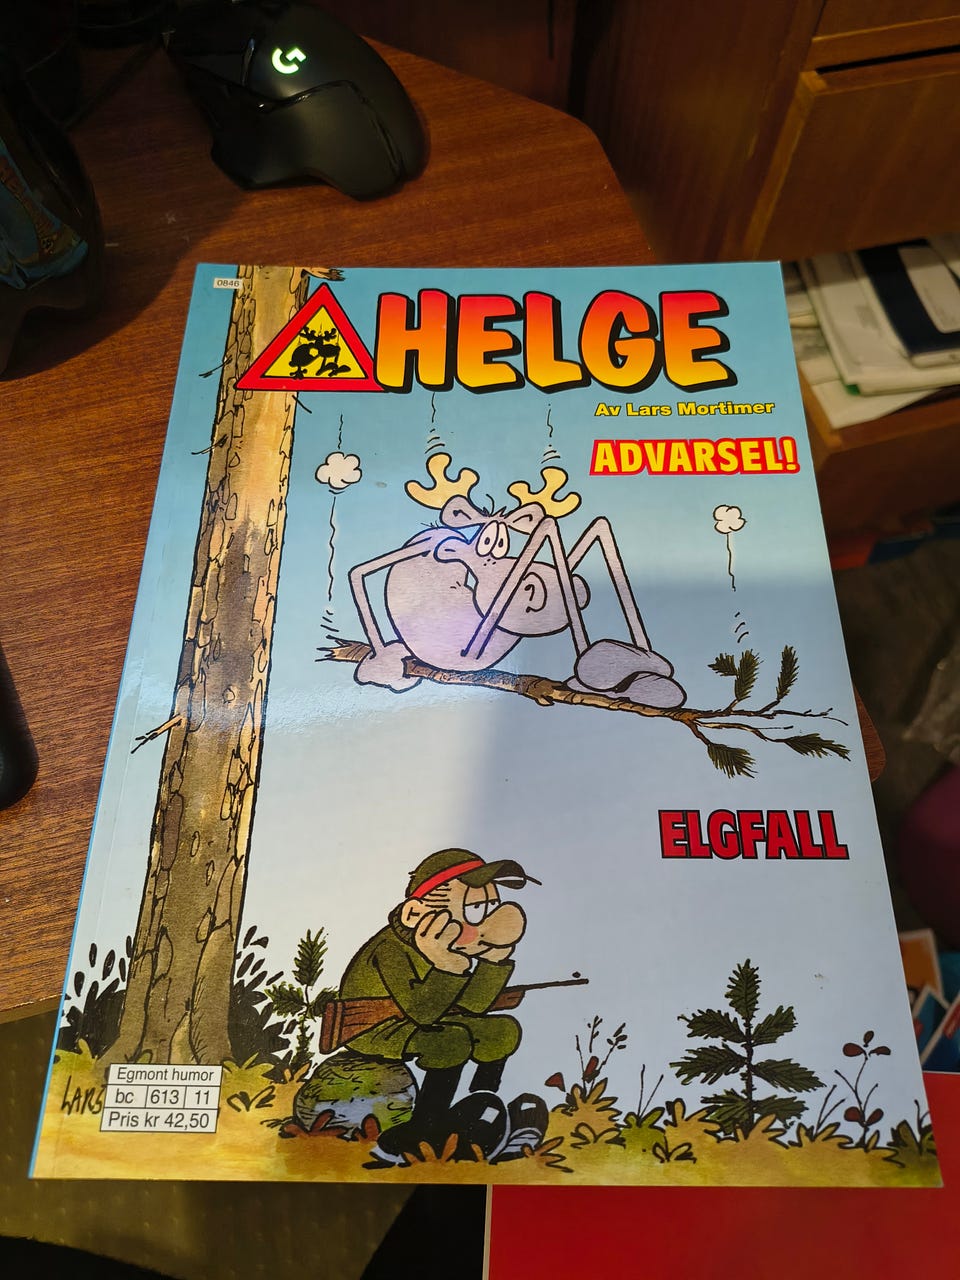 0846
HELGE
Av Lars Mortimer
ADVARSEL!
ELGFALL
LARS
Egmont humor
bc 613 11
Pris kr 42,50